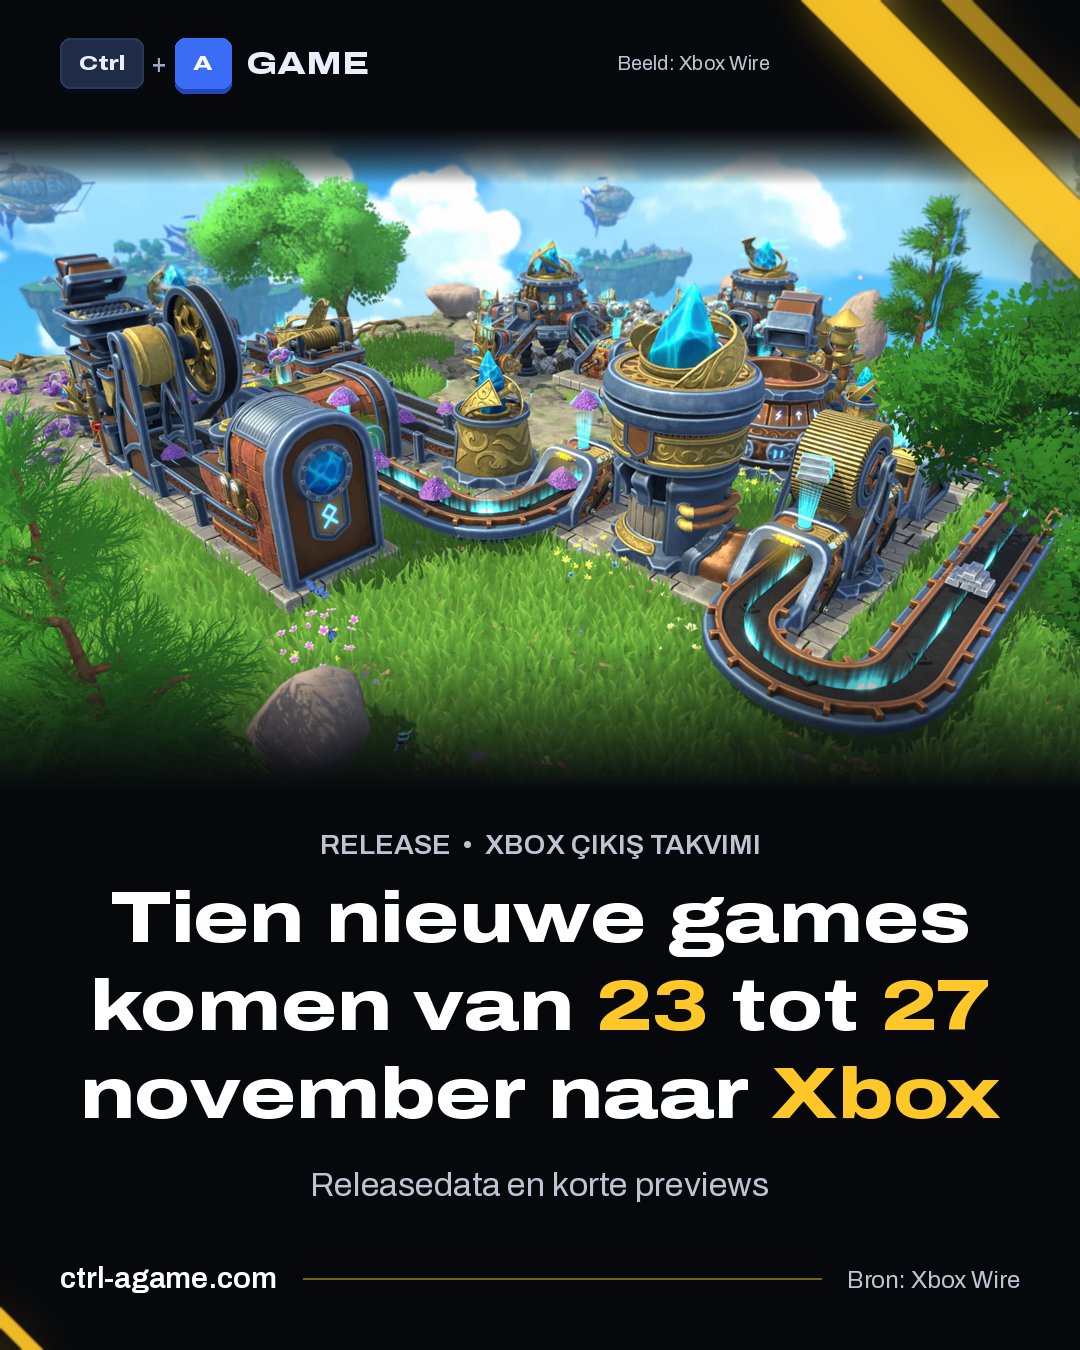 Ctrl + A GAME
Beeld: Xbox Wire
RELEASE • XBOX ÇIKIŞ TAKVIMI
Tien nieuwe games
komen van 23 tot 27
november naar Xbox
Releasedata en korte previews
ctrl-agame.com
Bron: Xbox Wire